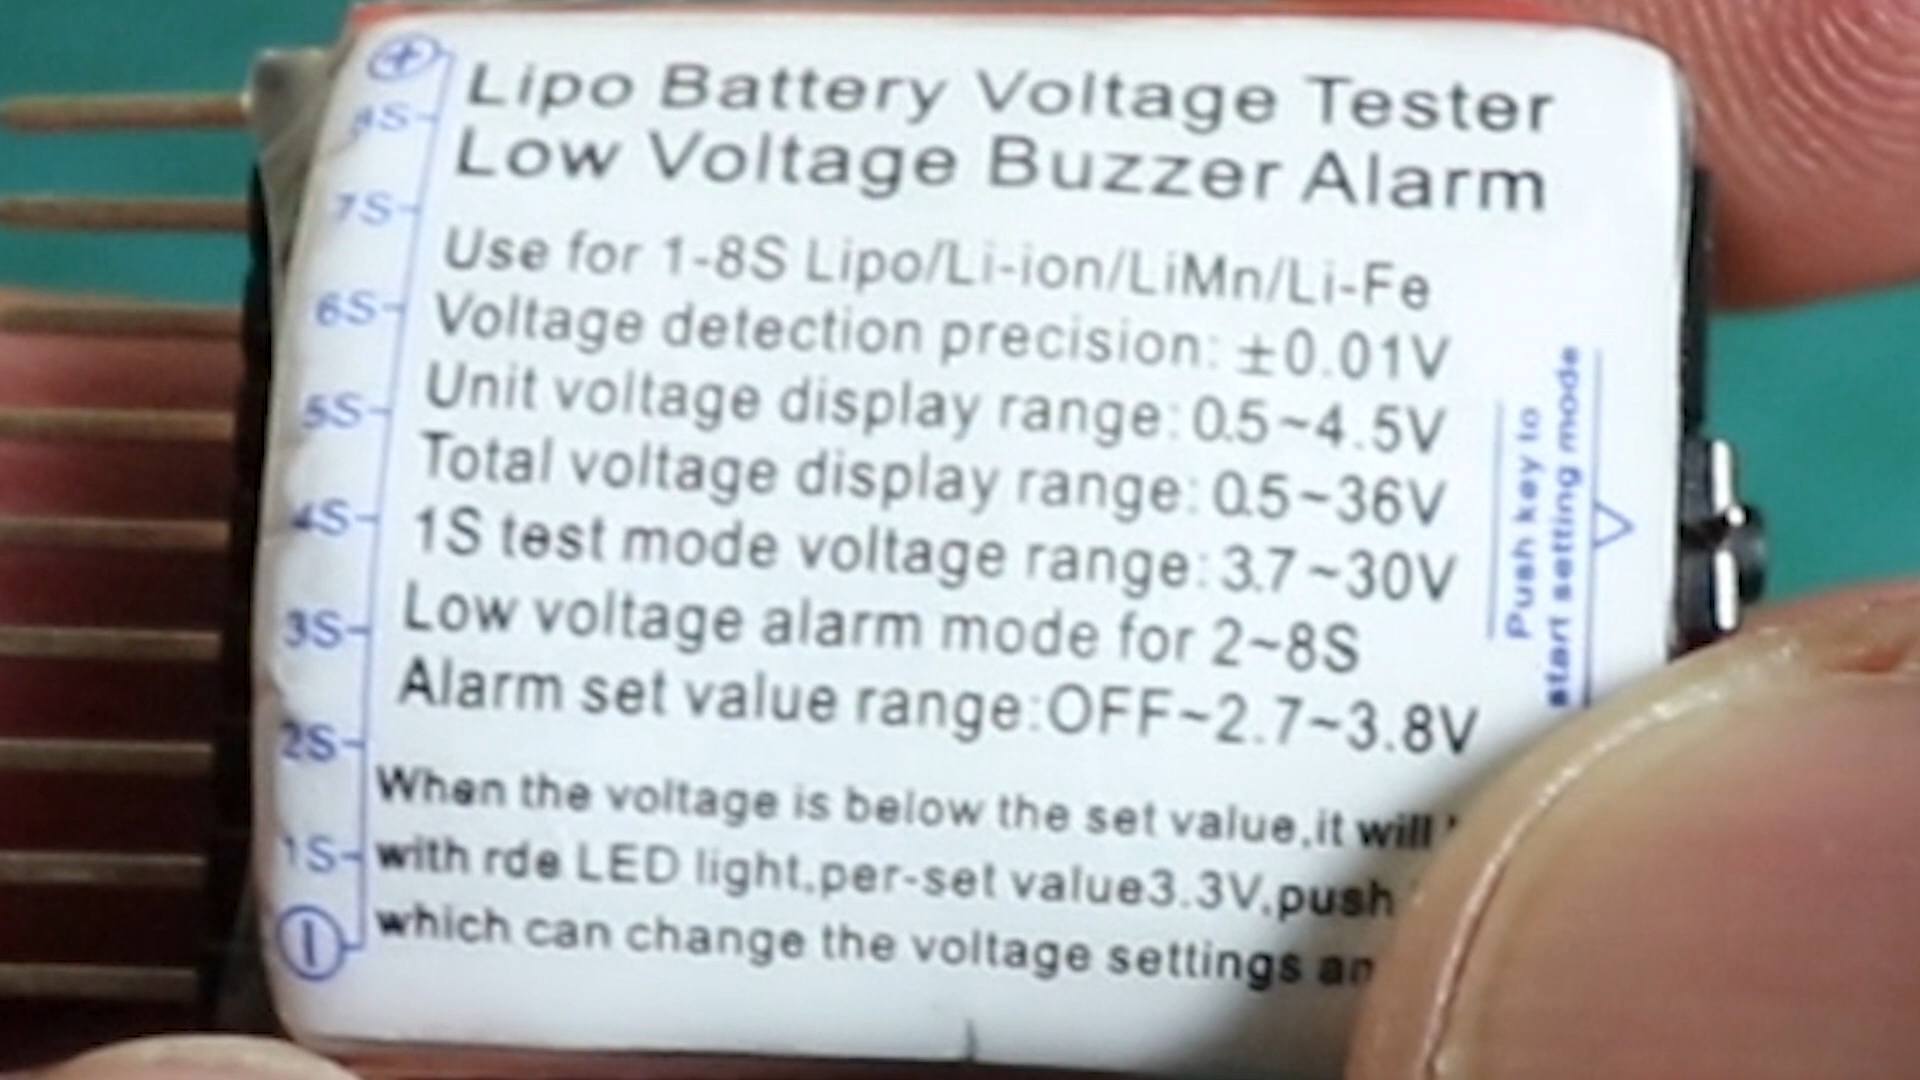 Lipo Battery Voltage Tester
Low Voltage Buzzer Alarm
Use for 1-8S Lipo/Li-ion/LiMn/Li-Fe
Voltage detection precision: ±0.01V
Unit voltage display range: 0.5~4.5V
Total voltage display range: 0.5~36V
1S test mode voltage range: 3.7~30V
Low voltage alarm mode for 2~8S
Alarm set value range:OFF~2.7~3.8V
When the voltage is below the set value,it will
with rde LED light,per-set value3.3V,push
which can change the voltage settings
+
8S
7S
6S
5S
4S
3S
2S
1S
Push key to
start setting mode